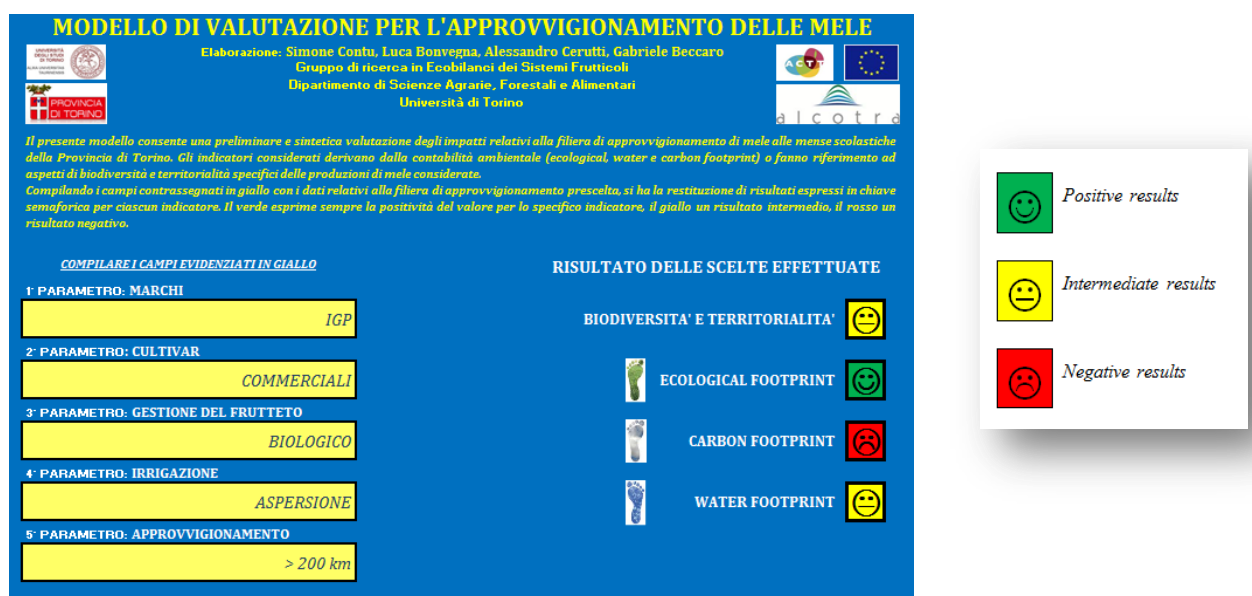 MODELLO DI VALUTAZIONE PER L'APPROVVIGIONAMENTO DELLE MELE
Elaborazione: Simone Contu, Luca Bonvegna, Alessandro Cerutti, Gabriele Beccaro
Gruppo di ricerca in Ecobilanci dei Sistemi Frutticoli
Dipartimento di Scienze Agrarie, Forestali e Alimentari
Università di Torino
UNIVERSITÀ
DEGLI STUDI
DI TORINO
PROVINCIA
DI TORINO
ACTT
alcotra
Il presente modello consente una preliminare e sintetica valutazione degli impatti relativi alla filiera di approvvigionamento di mele alle mense scolastiche
della Provincia di Torino. Gli indicatori considerati derivano dalla contabilità ambientale (ecological, water e carbon footprint) o fanno riferimento ad
aspetti di biodiversità e territorialità specifici delle produzioni di mele considerate.
Compilando i campi contrassegnati in giallo con i dati relativi alla filiera di approvvigionamento prescelta, si ha la restituzione di risultati espressi in chiave
semaforica per ciascun indicatore. Il verde esprime sempre la positività del valore per lo specifico indicatore, il giallo un risultato intermedio, il rosso un
risultato negativo.
COMPILARE I CAMPI EVIDENZIATI IN GIALLO
1° PARAMETRO: MARCHI
IGP
2° PARAMETRO: CULTIVAR
COMMERCIALI
3° PARAMETRO: GESTIONE DEL FRUTTETO
BIOLOGICO
4° PARAMETRO: IRRIGAZIONE
ASPERSIONE
5° PARAMETRO: APPROVVIGIONAMENTO
> 200 km
RISULTATO DELLE SCELTE EFFETTUATE
BIODIVERSITA' E TERRITORIALITA'
ECOLOGICAL FOOTPRINT
CARBON FOOTPRINT
WATER FOOTPRINT
Positive results
Intermediate results
Negative results